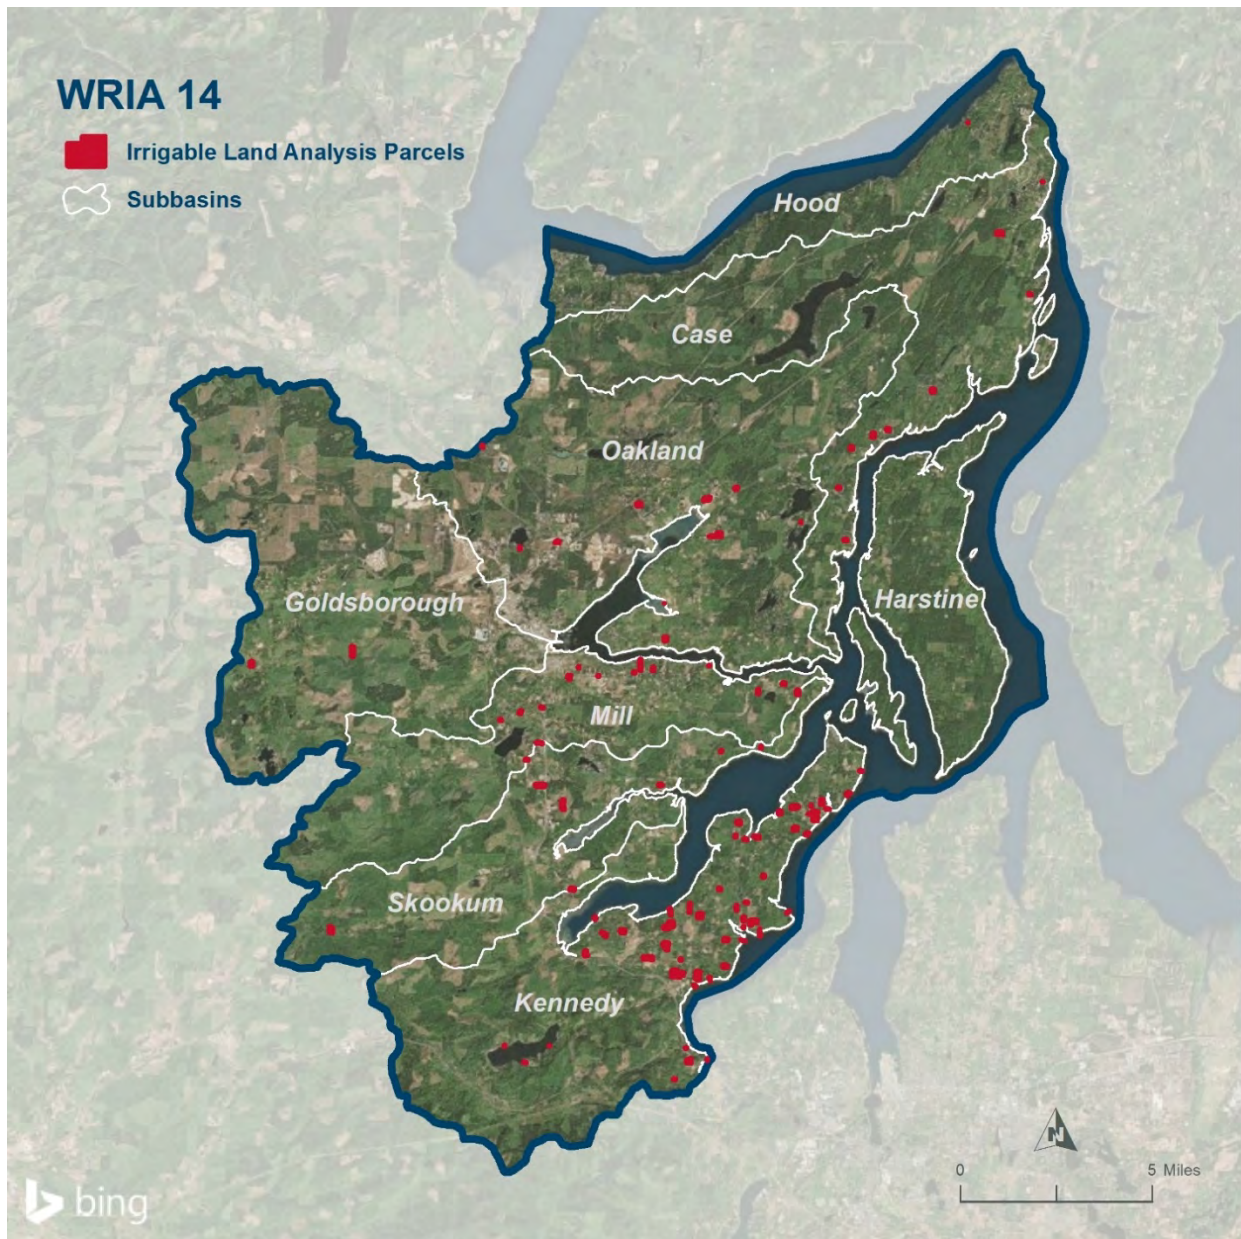 WRIA 14
Irrigable Land Analysis Parcels
Subbasins
Hood
Case
Oakland
Goldsborough
Harstine
Mill
Skookum
Kennedy
N
0 5 Miles
bing